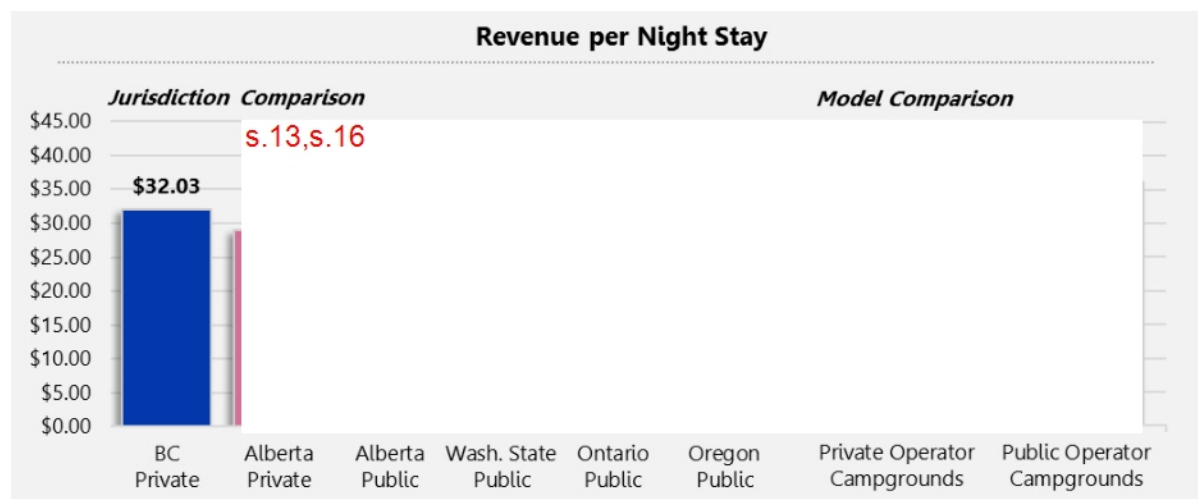 Revenue per Night Stay
Jurisdiction Comparison
Model Comparison
$45.00
s.13,s.16
$40.00
$35.00
$32.03
$30.00
$25.00
$20.00
$15.00
$10.00
$5.00
$0.00
BC Private
Alberta Private
Alberta Public
Wash. State Public
Ontario Public
Oregon Public
Private Operator Campgrounds
Public Operator Campgrounds